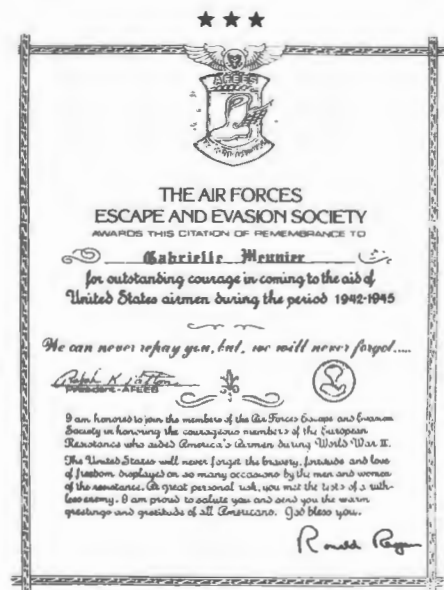 AFEES
THE AIR FORCES
ESCAPE AND EVASION SOCIETY
AWARDS THIS CITATION OF REMEMBRANCE TO
Gabrielle Meunier
for outstanding courage in coming to the aid of
United States airmen during the period 1942-1945
We can never repay you, but, we will never forget.....
Ralph K. Patton
PRESIDENT-AFEES
I am honored to join the members of the Air Forces Escape and Evasion
Society in honoring the courageous members of the European
Resistance who aided America's Airmen during World War II.
The United States will never forget the bravery, fortitude and love
of freedom displayed on so many occasions by the men and women
of the resistance. At great personal risk, you met the tests of a ruth-
less enemy. I am proud to salute you and send you the warm
greetings and gratitude of all Americans. God bless you.
Ronald Reagan